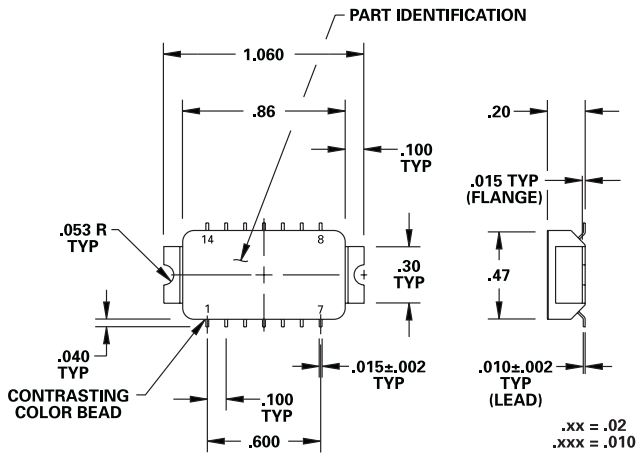 PART IDENTIFICATION
1.060
.86
.20
.100
TYP
.015 TYP
(FLANGE)
.053 R
TYP
14
8
.30
TYP
.47
1
7
.040
TYP
.015±.002
TYP
.010±.002
TYP
(LEAD)
CONTRASTING
COLOR BEAD
.100
TYP
.600
.xx = .02
.xxx = .010